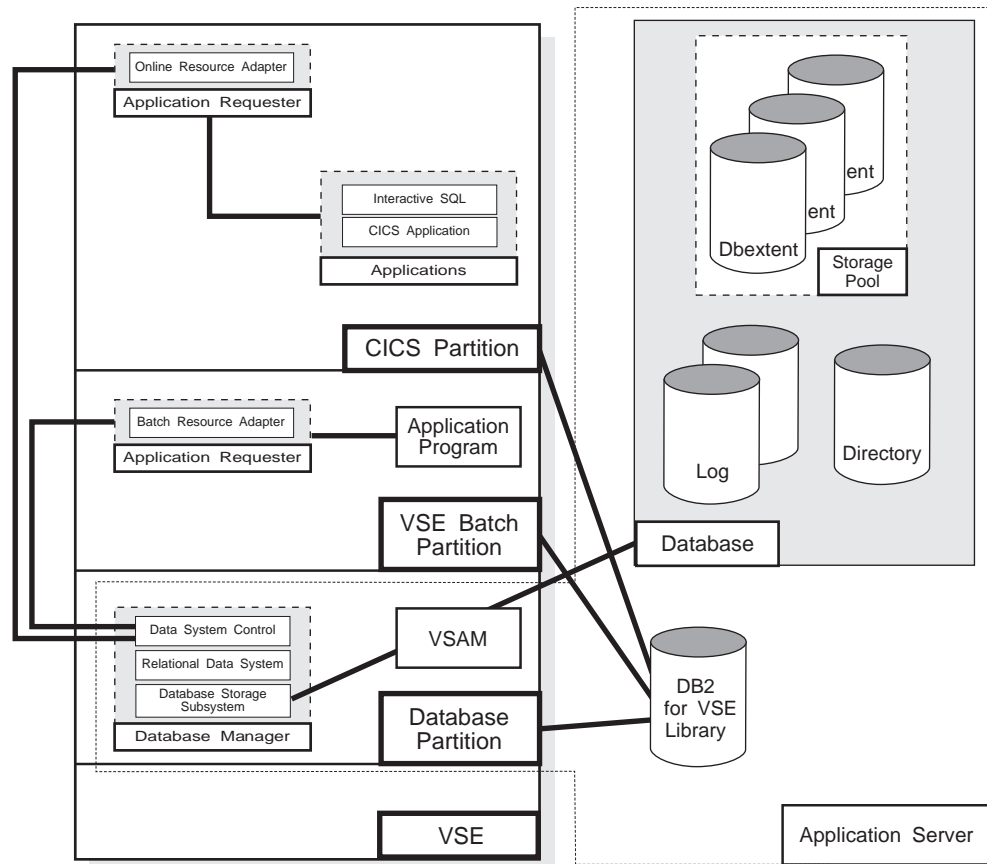 Online Resource Adapter
Application Requester
Interactive SQL
CICS Application
Applications
CICS Partition
Batch Resource Adapter
Application Requester
Application
Program
VSE Batch
Partition
Data System Control
Relational Data System
Database Storage
Subsystem
Database Manager
VSAM
Database
Partition
VSE
ent
ent
Dbextent
Storage
Pool
Log
Directory
Database
DB2
for VSE
Library
Application Server